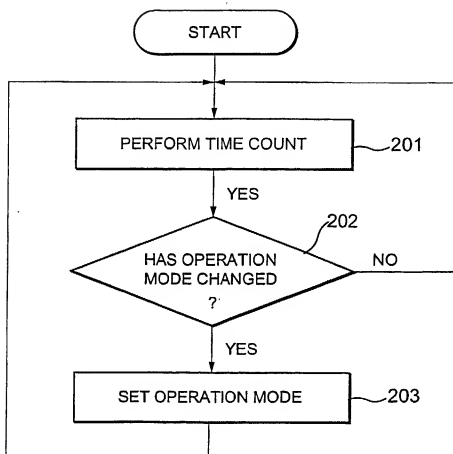 START
PERFORM TIME COUNT
201
YES
202
HAS OPERATION
MODE CHANGED
?
NO
YES
SET OPERATION MODE
203